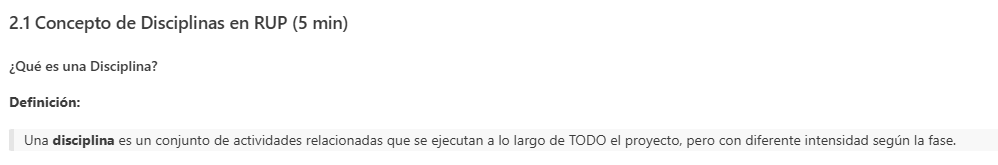 2.1 Concepto de Disciplinas en RUP (5 min)
¿Qué es una Disciplina?
Definición:
Una disciplina es un conjunto de actividades relacionadas que se ejecutan a lo largo de TODO el proyecto, pero con diferente intensidad según la fase.